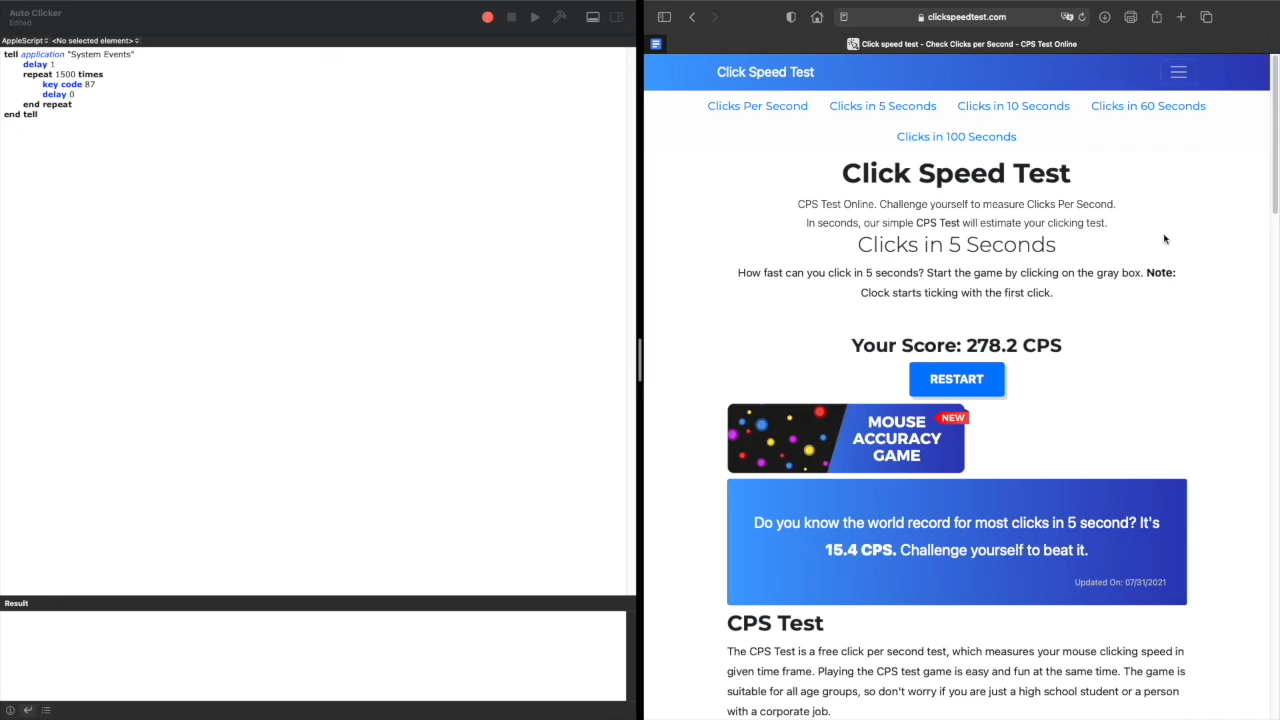 Auto Clicker
Edited
AppleScript <No selected element>
tell application "System Events"
delay 1
repeat 1500 times
key code 87
delay 0
end repeat
end tell
Result
clickspeedtest.com
Click speed test - Check Clicks per Second - CPS Test Online
Click Speed Test
Clicks Per Second Clicks in 5 Seconds Clicks in 10 Seconds Clicks in 60 Seconds
Clicks in 100 Seconds
Click Speed Test
CPS Test Online. Challenge yourself to measure Clicks Per Second.
In seconds, our simple CPS Test will estimate your clicking test.
Clicks in 5 Seconds
How fast can you click in 5 seconds? Start the game by clicking on the gray box. Note:
Clock starts ticking with the first click.
Your Score: 278.2 CPS
RESTART
NEW
MOUSE
ACCURACY
GAME
Do you know the world record for most clicks in 5 second? It's
15.4 CPS. Challenge yourself to beat it.
Updated On: 07/31/2021
CPS Test
The CPS Test is a free click per second test, which measures your mouse clicking speed in
given time frame. Playing the CPS test game is easy and fun at the same time. The game is
suitable for all age groups, so don't worry if you are just a high school student or a person
with a corporate job.